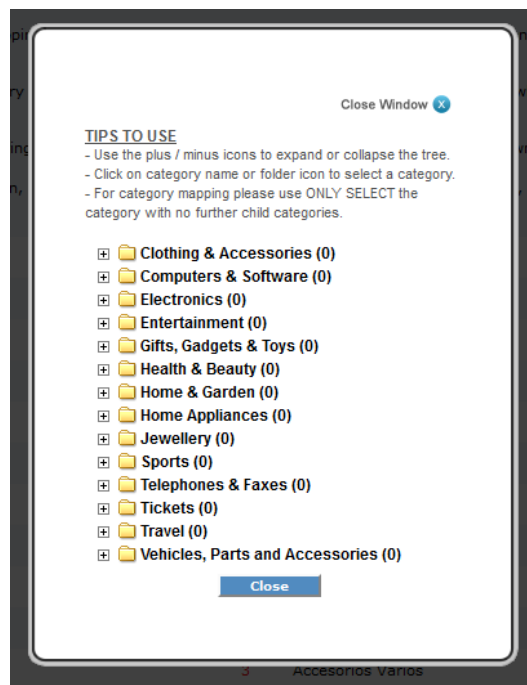 Close Window X
TIPS TO USE
- Use the plus / minus icons to expand or collapse the tree.
- Click on category name or folder icon to select a category.
- For category mapping please use ONLY SELECT the
category with no further child categories.
Clothing & Accessories (0)
Computers & Software (0)
Electronics (0)
Entertainment (0)
Gifts, Gadgets & Toys (0)
Health & Beauty (0)
Home & Garden (0)
Home Appliances (0)
Jewellery (0)
Sports (0)
Telephones & Faxes (0)
Tickets (0)
Travel (0)
Vehicles, Parts and Accessories (0)
Close
3 Accesorios Varios